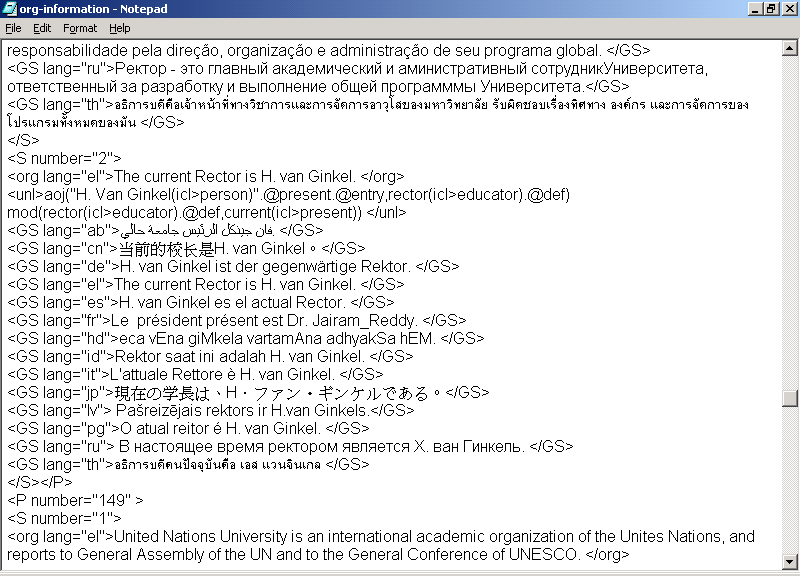 org-information - Notepad
File Edit Format Help
responsabilidade pela direção, organização e administração de seu programa global. </GS>
<GS lang="ru">Ректор - это главный академический и аминистративный сотрудникУниверситета,
ответственный за разработку и выполнение общей программмы Университета.</GS>
<GS lang="th">อธิการบดีคือเจ้าหน้าที่ทางวิชาการและการจัดการอาวุโสของมหาวิทยาลัย รับผิดชอบเรื่องทิศทาง องค์กร และการจัดการของ
โปรแกรมทั้งหมดของมัน </GS>
</S>
<S number="2">
<org lang="el">The current Rector is H. van Ginkel. </org>
<unl>aoj("H. Van Ginkel(icl>person)".@present.@entry,rector(icl>educator).@def)
mod(rector(icl>educator).@def,current(icl>present)) </unl>
<GS lang="ab">فان جينكل الرئيس جامعة حالي. </GS>
<GS lang="cn">当前的校长是H. van Ginkel。</GS>
<GS lang="de">H. van Ginkel ist der gegenwärtige Rektor. </GS>
<GS lang="el">The current Rector is H. van Ginkel. </GS>
<GS lang="es">H. van Ginkel es el actual Rector. </GS>
<GS lang="fr">Le  président présent est Dr. Jairam_Reddy. </GS>
<GS lang="hd">eca vEna giMkela vartamAna adhyakSa hEM. </GS>
<GS lang="id">Rektor saat ini adalah H. van Ginkel. </GS>
<GS lang="it">L'attuale Rettore è H. van Ginkel. </GS>
<GS lang="jp">現在の学長は、H・ファン・ギンケルである。</GS>
<GS lang="lv"> Pašreizējais rektors ir H.van Ginkels.</GS>
<GS lang="pg">O atual reitor é H. van Ginkel. </GS>
<GS lang="ru"> В настоящее время ректором является Х. ван Гинкель. </GS>
<GS lang="th">อธิการบดีคนปัจจุบันคือ เอส แวนจินเกล </GS>
</S></P>
<P number="149" >
<S number="1">
<org lang="el">United Nations University is an international academic organization of the Unites Nations, and
reports to General Assembly of the UN and to the General Conference of UNESCO. </org>